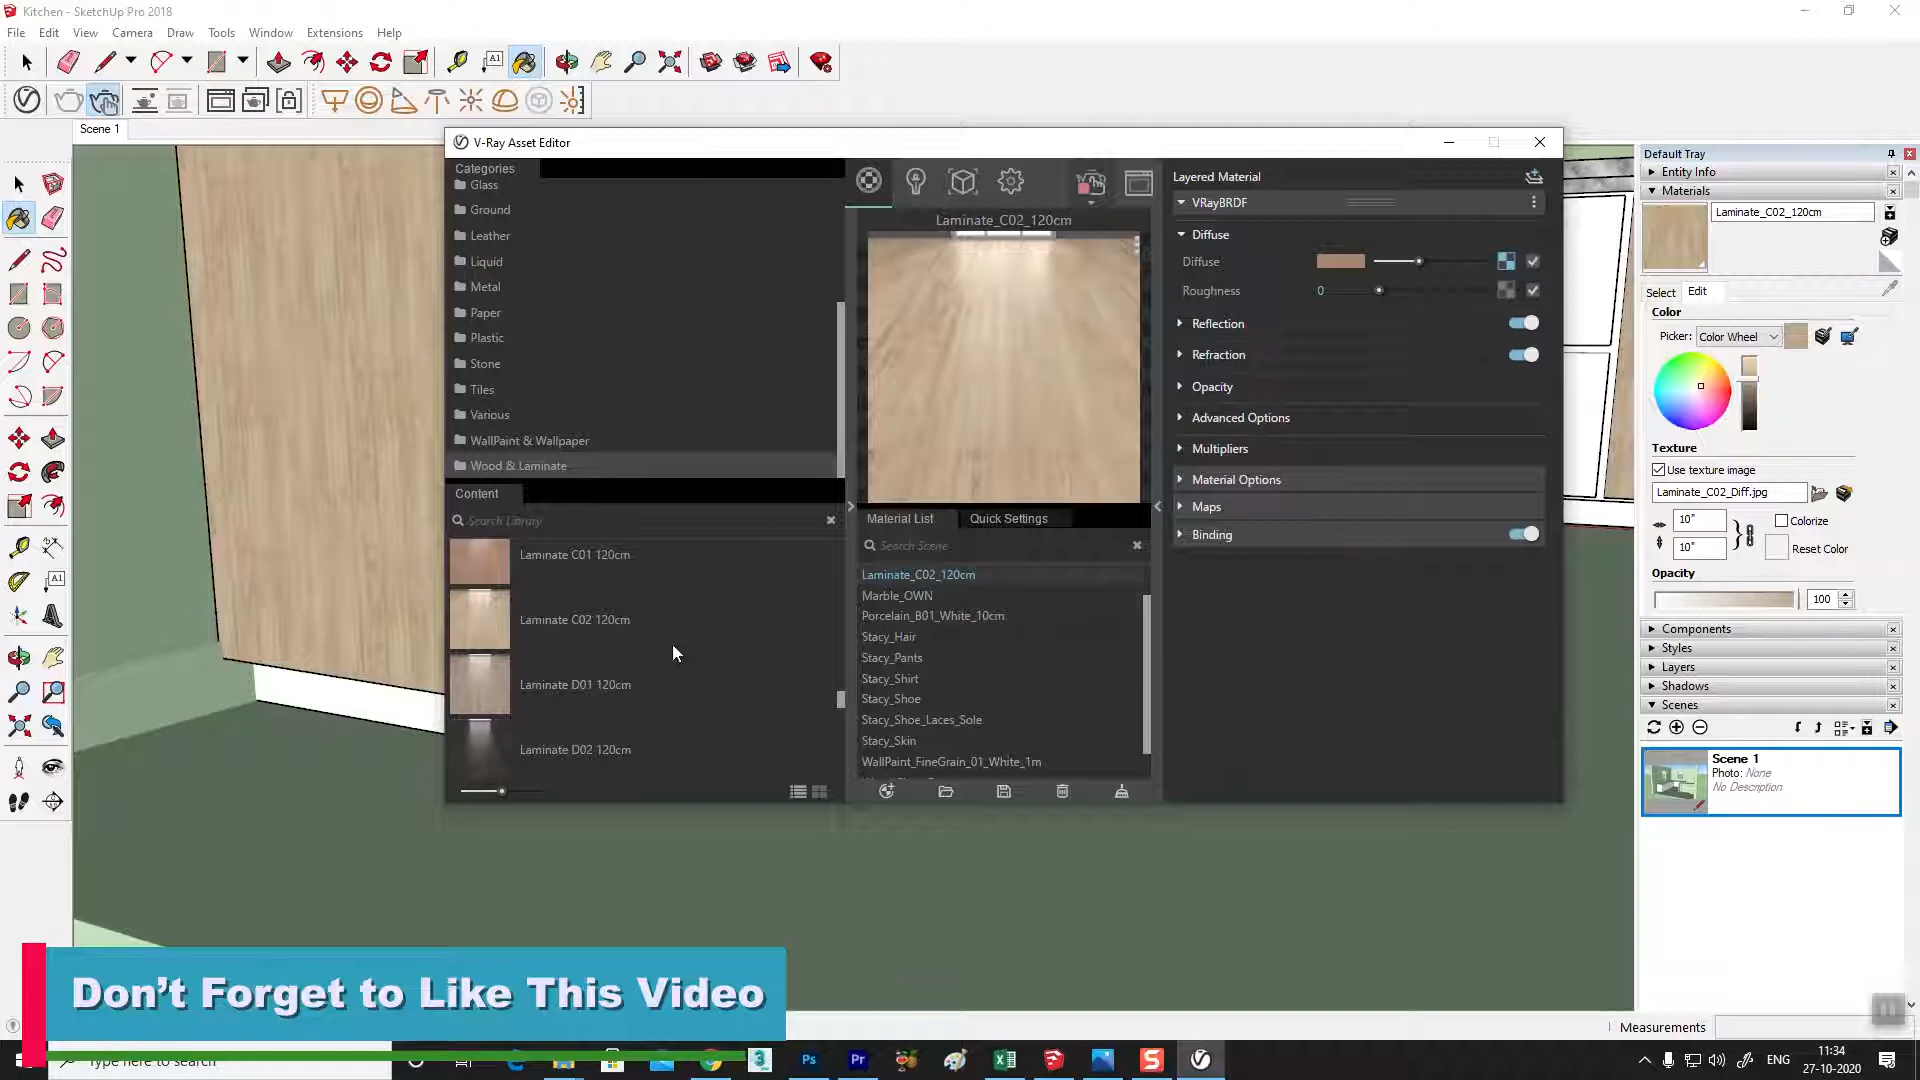 Kitchen - SketchUp Pro 2018
File Edit View Camera Draw Tools Window Extensions Help
Scene 1
V-Ray Asset Editor
Categories
Glass
Ground
Leather
Liquid
Metal
Paper
Plastic
Stone
Tiles
Various
WallPaint & Wallpaper
Wood & Laminate
Content
Search Library
Laminate C01 120cm
Laminate C02 120cm
Laminate D01 120cm
Laminate D02 120cm
Laminate_C02_120cm
Material List Quick Settings
Search Scene
Laminate_C02_120cm
Marble_OWN
Porcelain_B01_White_10cm
Stacy_Hair
Stacy_Pants
Stacy_Shirt
Stacy_Shoe
Stacy_Shoe_Laces_Sole
Stacy_Skin
WallPaint_FineGrain_01_White_1m
Layered Material
VRayBRDF
Diffuse
Diffuse
Roughness 0
Reflection
Refraction
Opacity
Advanced Options
Multipliers
Material Options
Maps
Binding
Default Tray
Entity Info
Materials
Laminate_C02_120cm
Select Edit
Color
Picker: Color Wheel
Texture
Use texture image
Laminate_C02_Diff.jpg
10" Colorize
10" Reset Color
Opacity
100
Components
Styles
Layers
Shadows
Scenes
Scene 1
Photo: None
No Description
Measurements
Don't Forget to Like This Video
Type here to search
ENG
11:34
27-10-2020